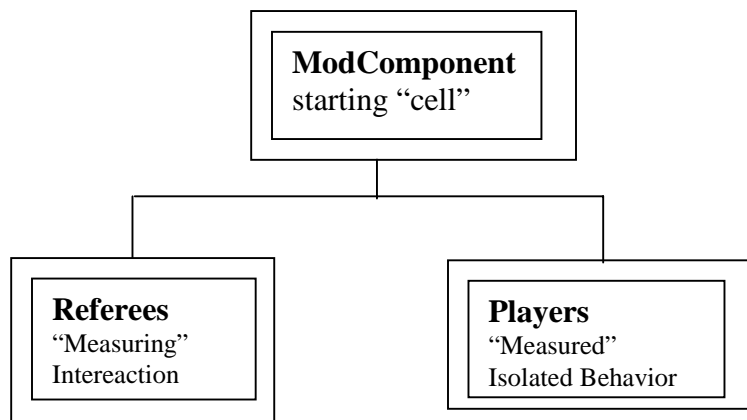 ModComponent
starting “cell”
Referees
“Measuring”
Intereaction
Players
“Measured”
Isolated Behavior